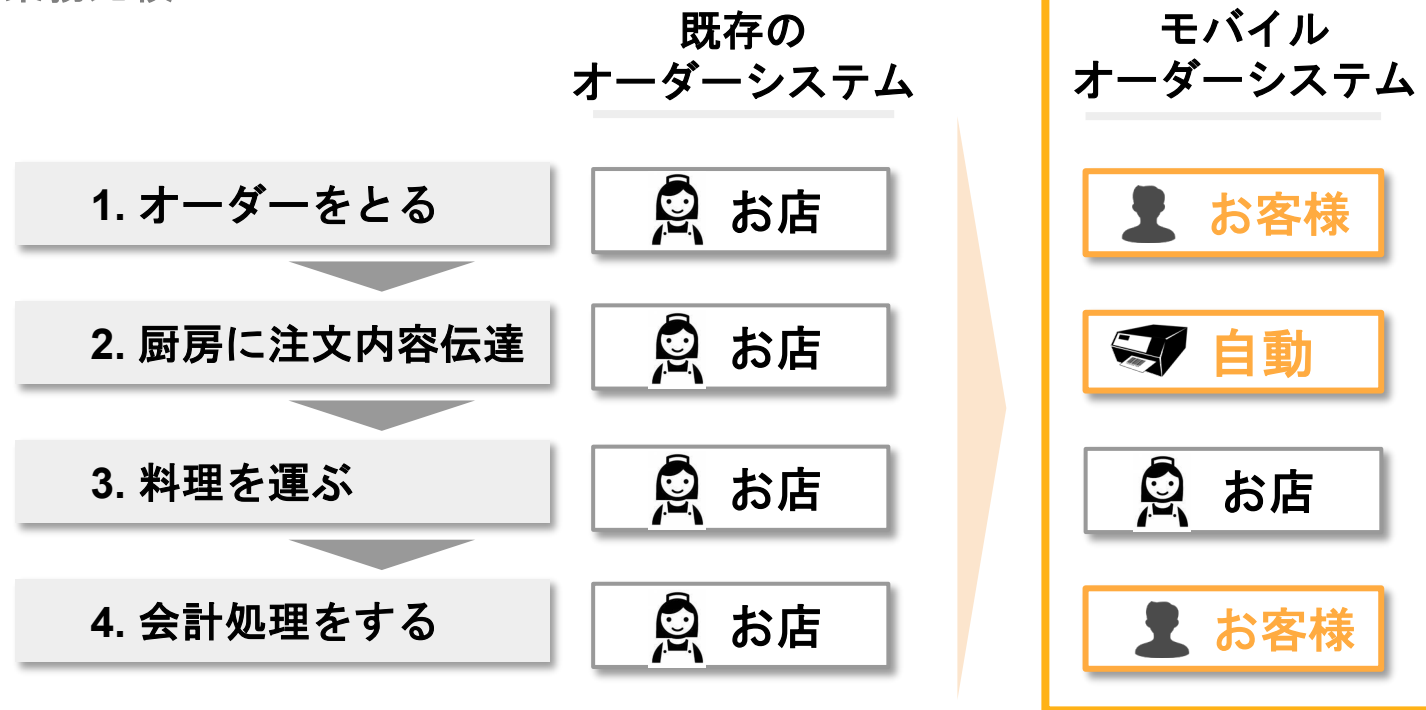 既存の
オーダーシステム
モバイル
オーダーシステム
1. オーダーをとる
お店
お客様
2. 厨房に注文内容伝達
お店
自動
3. 料理を運ぶ
お店
お店
4. 会計処理をする
お店
お客様